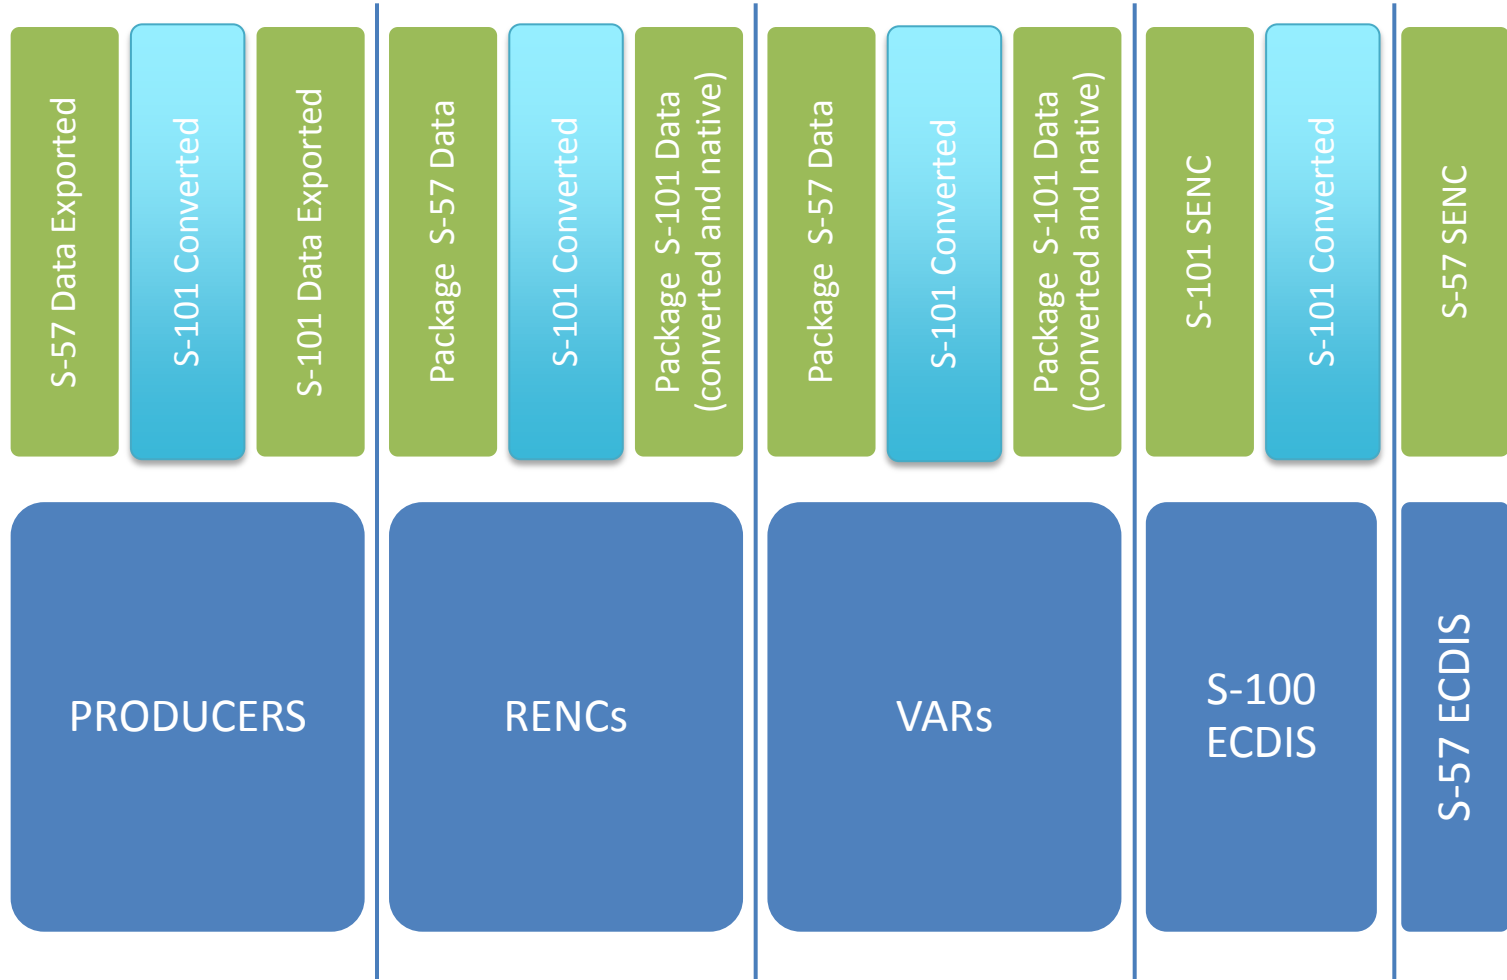 S-57 Data Exported
S-101 Converted
S-101 Data Exported
Package  S-57 Data
S-101 Converted
Package  S-101 Data
(converted and native)
Package  S-57 Data
S-101 Converted
Package  S-101 Data
(converted and native)
S-101 SENC
S-101 Converted
S-57 SENC
PRODUCERS
RENCs
VARs
S-100
ECDIS
S-57 ECDIS